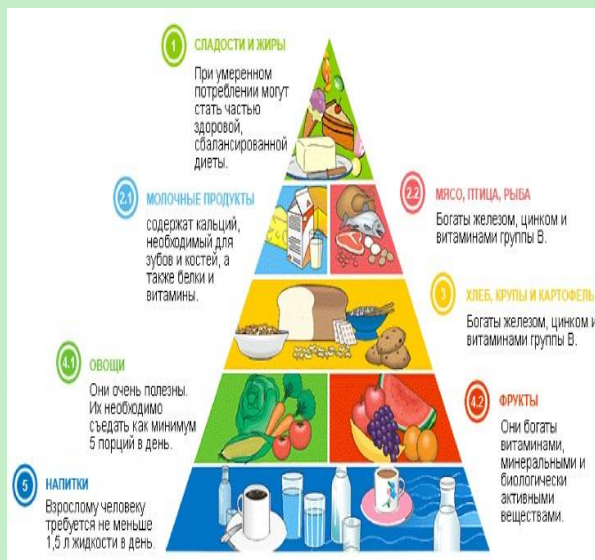 1 СЛАДОСТИ И ЖИРЫ
При умеренном
потреблении могут
стать частью
здоровой,
сбалансированной
диеты.
2.1 МОЛОЧНЫЕ ПРОДУКТЫ
содержат кальций,
необходимый для
зубов и костей, а
также белки и
витамины.
2.2 МЯСО, ПТИЦА, РЫБА
Богаты железом, цинком и
витаминами группы В.
3 ХЛЕБ, КРУПЫ И КАРТОФЕЛЬ
Богаты железом, цинком и
витаминами группы В.
4.1 ОВОЩИ
Они очень полезны.
Их необходимо
съедать как минимум
5 порций в день.
4.2 ФРУКТЫ
Они богаты
витаминами,
минеральными и
биологически
активными
веществами.
5 НАПИТКИ
Взрослому человеку
требуется не меньше
1,5 л жидкости в день.